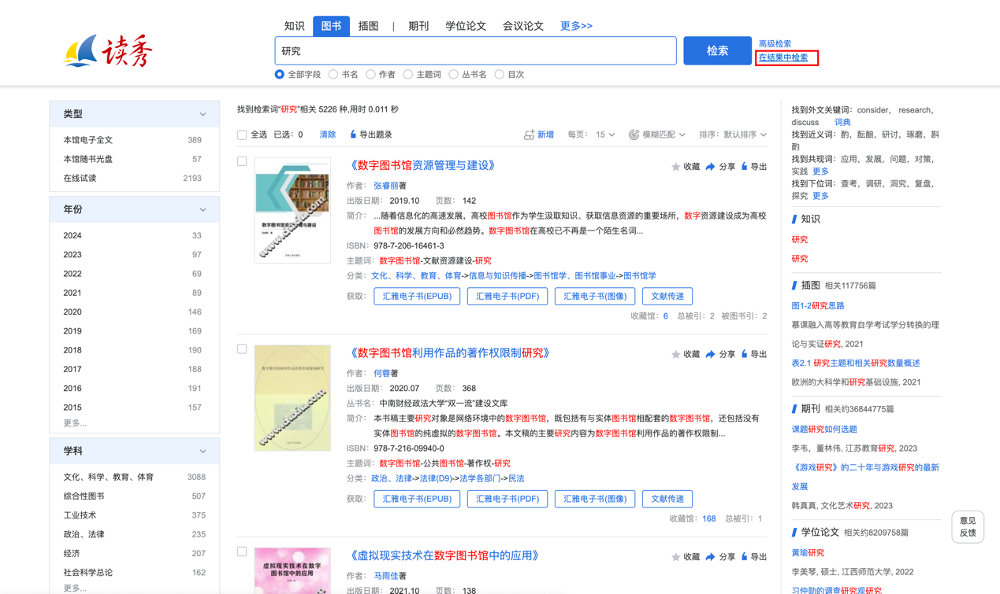 读秀
知识 图书 插图 | 期刊 学位论文 会议论文 更多>>
研究 检索
高级检索
在结果中检索
全部字段 书名 作者 主题词 丛书名 目次
类型
本馆电子全文 389
本馆随书光盘 57
在线试读 2193
年份
2024 33
2023 97
2022 69
2021 89
2020 146
2019 169
2018 190
2017 188
2016 191
2015 157
更多...
学科
文化、科学、教育、体育 3088
综合性图书 507
工业技术 375
政治、法律 235
经济 207
社会科学总论 162
更多...
找到检索词“研究”相关 5226 种,用时 0.011 秒
全选 已选：0 清除 导出题录 新增 每页： 15 模糊匹配 排序：默认排序
《数字图书馆资源管理与建设》 收藏 分享 导出
作者： 张睿丽著
出版日期： 2019.10 页数： 142
简介： ...随着信息化的高速发展，高校图书馆作为学生汲取知识、获取信息资源的重要场所，数字资源建设成为高校
图书馆的发展方向和必然趋势。数字图书馆在高校已不再是一个陌生名词...
ISBN： 978-7-206-16461-3
主题词： 数字图书馆-文献资源建设-研究
分类： 文化、科学、教育、体育->信息与知识传播->图书馆学、图书馆事业->图书馆学
获取： 汇雅电子书(EPUB) 汇雅电子书(PDF) 汇雅电子书(图像) 文献传递
收藏馆：6 总被引：2 被图书引：2
www.duxiu.com
《数字图书馆利用作品的著作权限制研究》 收藏 分享 导出
作者： 何蓉著
出版日期： 2020.07 页数： 368
丛书名： 中南财经政法大学“双一流”建设文库
简介： 本书稿主要研究对象是网络环境中的数字图书馆，既包括有与实体图书馆相配套的数字图书馆，还包括没有
实体图书馆的纯虚拟的数字图书馆。本文稿的主要研究内容为数字图书馆利用作品的著作权限制...
ISBN： 978-7-216-09940-0
主题词： 数字图书馆-公共图书馆-著作权-研究
分类： 政治、法律->法律(D9)->法学各部门->民法
获取： 汇雅电子书(EPUB) 汇雅电子书(PDF) 汇雅电子书(图像) 文献传递
收藏馆：168 总被引：1
www.duxiu.com
《虚拟现实技术在数字图书馆中的应用》 收藏 分享 导出
虚拟现实技术在数字
图书馆中的应用
作者： 马雨佳著
出版日期： 2021.10 页数： 138
找到外文关键词：consider， research，
discuss 词典
找到近义词：酌，酝酿，研讨，琢磨，斟
酌
找到共现词：应用，发展，问题，对策，
实践 更多
找到下位词：查考，调研，洞究，复盘，
探究 更多
知识
研究
研究
插图 相关117756篇
图1-2研究思路
慕课融入高等教育自学考试学分转换的理
论与实证研究, 2021
表2.1 研究主题和相关研究数量概述
欧洲的大科学和研究基础设施, 2021
期刊 相关约36844775篇
课题研究如何选题
李韦，董林伟, 江苏教育研究, 2023
《游戏研究》的二十年与游戏研究的最新
发展
韩真真, 文化艺术研究, 2023
学位论文 相关约8209758篇
黄瑜研究
李美琴, 硕士, 江西师范大学, 2022
习仲勋的调查研究观研究
意见
反馈